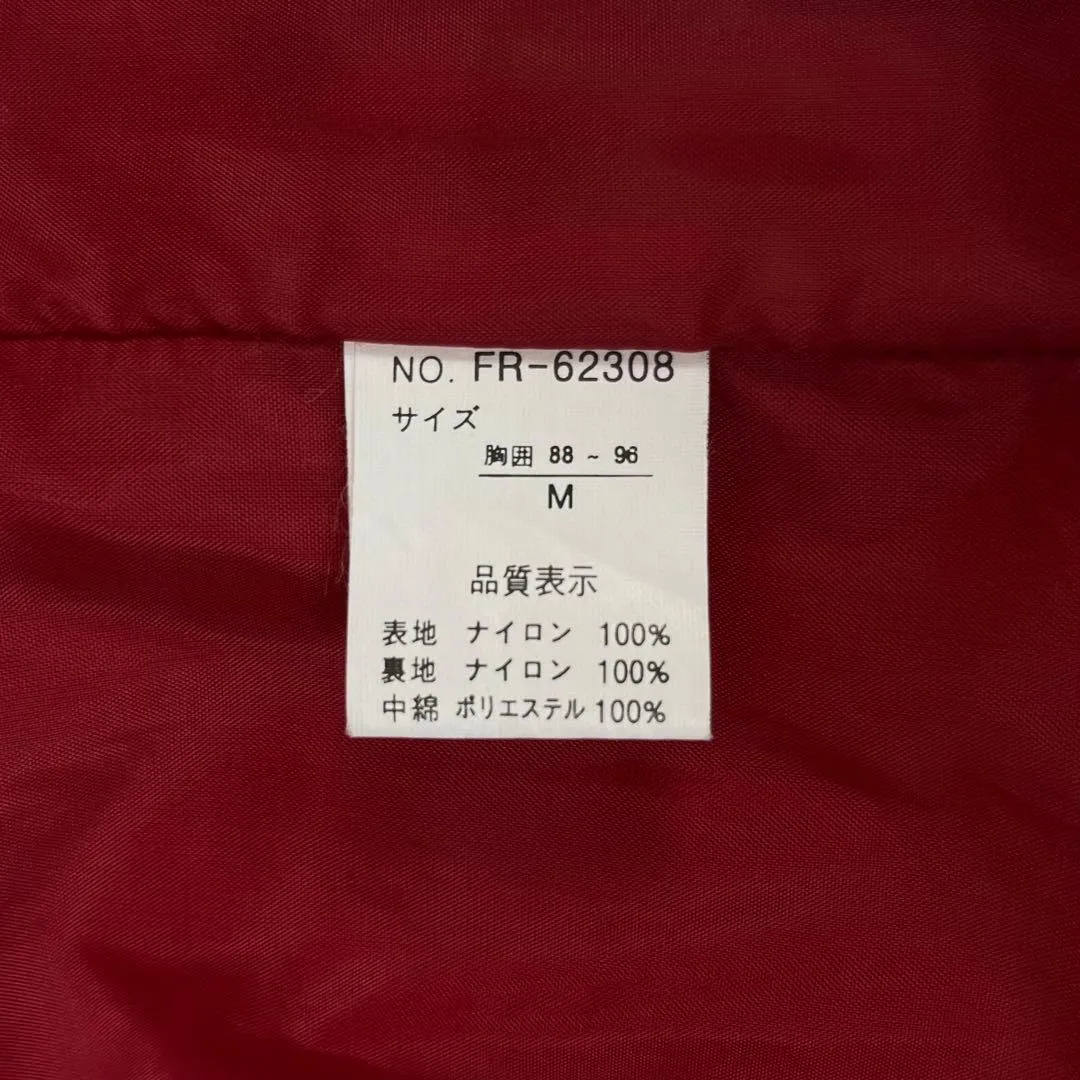 NO. FR-62308
サイズ
胸囲 88 ~ 96
M
品質表示
表地 ナイロン 100%
裏地 ナイロン 100%
中綿 ポリエステル 100%